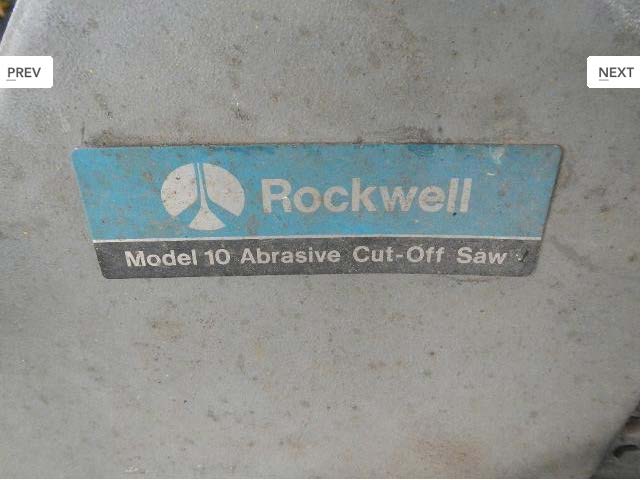 PREV
NEXT
Rockwell
Model 10 Abrasive Cut-Off Saw